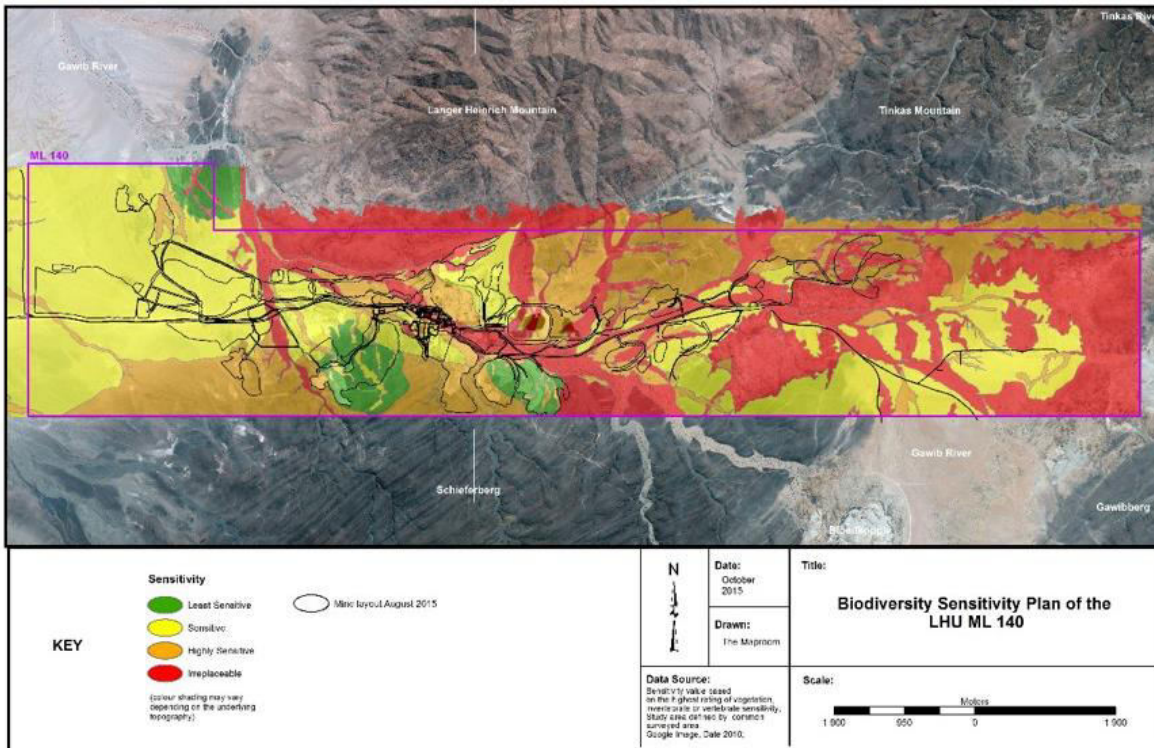 Tinkas River
Gawib River
Langer Heinrich Mountain
Tinkas Mountain
ML 140
Gawib River
Schieferberg
Gawibberg
KEY
Sensitivity
Least Sensitive
Sensitive
Highly Sensitive
Irreplaceable
(colour shading may vary
depending on the underlying
topography)
Mine layout August 2015
N
Date:
October
2015
Drawn:
The Maproom
Data Source:
Sensitivity value based
on the highest rating of vegetation,
invertebrate or vertebrate sensitivity,
Study area defined by common
surveyed area
Google Image, Date 2010;
Title:
Biodiversity Sensitivity Plan of the
LHU ML 140
Scale:
Meters
1 900 950 0 1 900